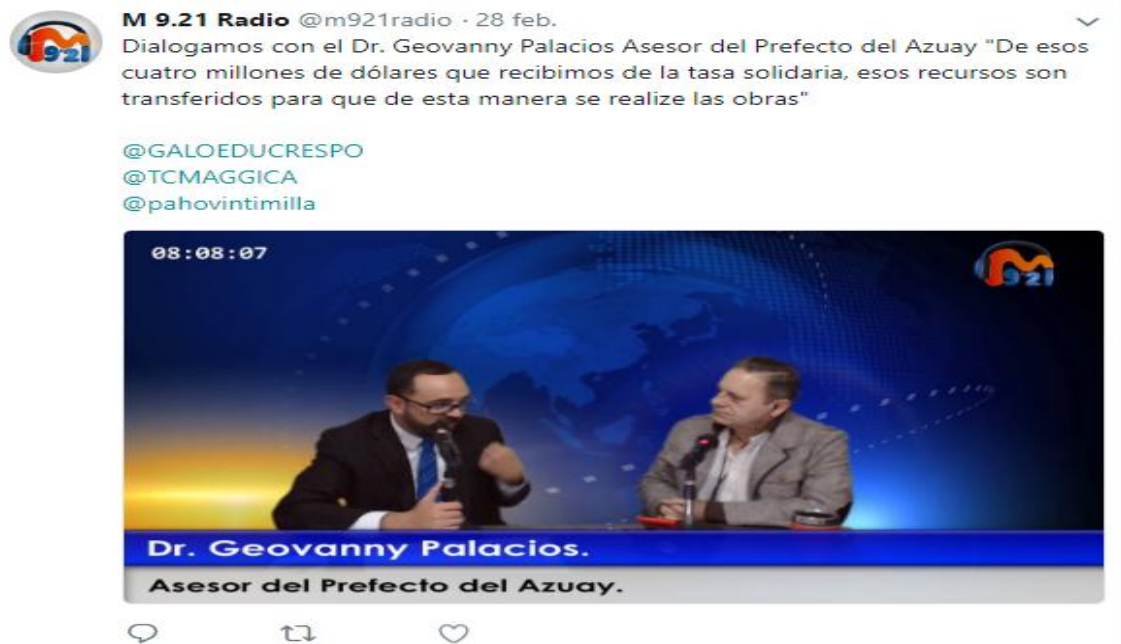 M 9.21 Radio @m921radio · 28 feb.
Dialogamos con el Dr. Geovanny Palacios Asesor del Prefecto del Azuay "De esos
cuatro millones de dólares que recibimos de la tasa solidaria, esos recursos son
transferidos para que de esta manera se realize las obras"
@GALOEDUCRESPO
@TCMAGGICA
@pahovintimilla
08:08:07
M
921
Dr. Geovanny Palacios.
Asesor del Prefecto del Azuay.